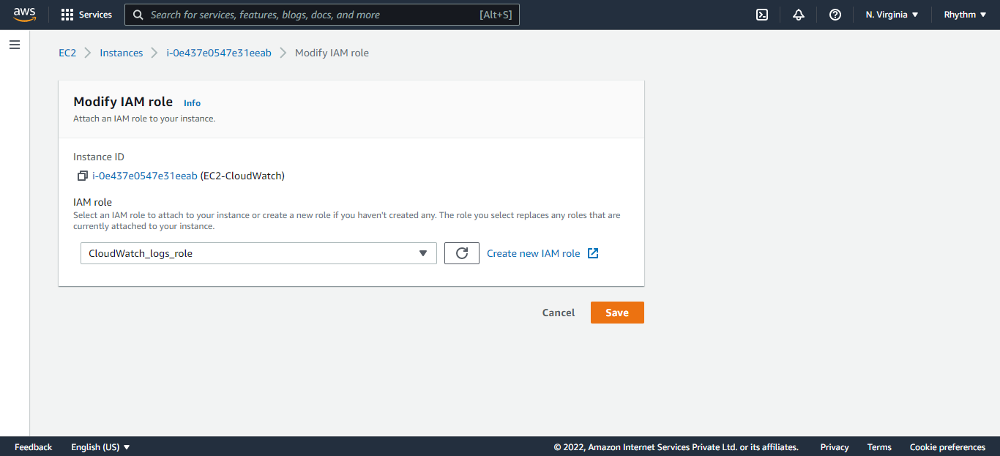 aws Services Search for services, features, blogs, docs, and more [Alt+S] N. Virginia Rhythm
EC2 Instances i-0e437e0547e31eeab Modify IAM role
Modify IAM role Info
Attach an IAM role to your instance.
Instance ID
i-0e437e0547e31eeab (EC2-CloudWatch)
IAM role
Select an IAM role to attach to your instance or create a new role if you haven't created any. The role you select replaces any roles that are
currently attached to your instance.
CloudWatch_logs_role Create new IAM role
Cancel Save
Feedback English (US) © 2022, Amazon Internet Services Private Ltd. or its affiliates. Privacy Terms Cookie preferences